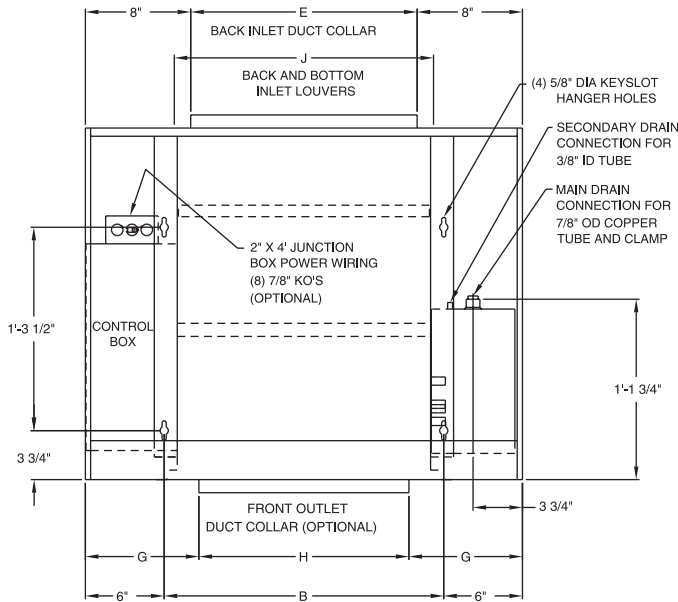 8"
E
8"
BACK INLET DUCT COLLAR
J
BACK AND BOTTOM
INLET LOUVERS
(4) 5/8" DIA KEYSLOT
HANGER HOLES
SECONDARY DRAIN
CONNECTION FOR
3/8" ID TUBE
MAIN DRAIN
CONNECTION FOR
7/8" OD COPPER
TUBE AND CLAMP
2" X 4' JUNCTION
BOX POWER WIRING
(8) 7/8" KO'S
(OPTIONAL)
CONTROL
BOX
1'-3 1/2"
1'-1 3/4"
3 3/4"
3 3/4"
FRONT OUTLET
DUCT COLLAR (OPTIONAL)
G
H
G
6"
B
6"